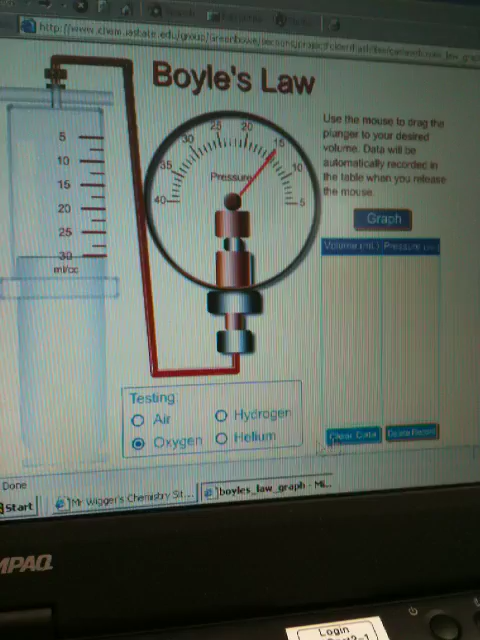 http://www.chem.iastate.edu/group/Greenbowe/sections/projectfolder/flashfiles/gaslaw/boyles_law_graph
Boyle's Law
5
10
15
20
25
30
ml/cc
40
35
30
25
20
15
10
5
Pressure
Use the mouse to drag the
plunger to your desired
volume. Data will be
automatically recorded in
the table when you release
the mouse.
Graph
Volume (mL) Pressure
Testing:
Air
Hydrogen
Oxygen
Helium
Clear Data
Done
Start
Mr Wigger's Chemistry Sit...
boyles_law_graph - Mi...
MPAQ
Login